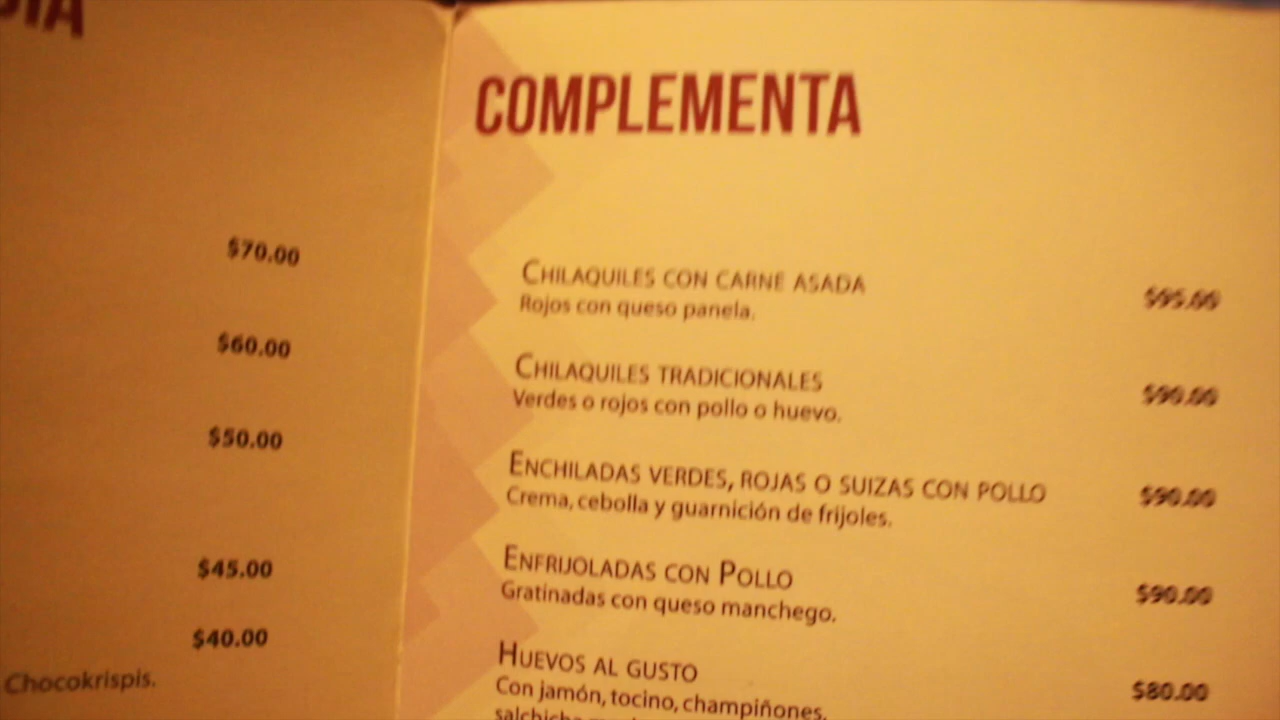 $70.00
$60.00
$50.00
$45.00
$40.00
Chocokrispis.
COMPLEMENTA
CHILAQUILES CON CARNE ASADA $95.00
Rojos con queso panela.
CHILAQUILES TRADICIONALES $90.00
Verdes o rojos con pollo o huevo.
ENCHILADAS VERDES, ROJAS O SUIZAS CON POLLO $90.00
Crema, cebolla y guarnición de frijoles.
ENFRIJOLADAS CON POLLO $90.00
Gratinadas con queso manchego.
HUEVOS AL GUSTO $80.00
Con jamón, tocino, champiñones,